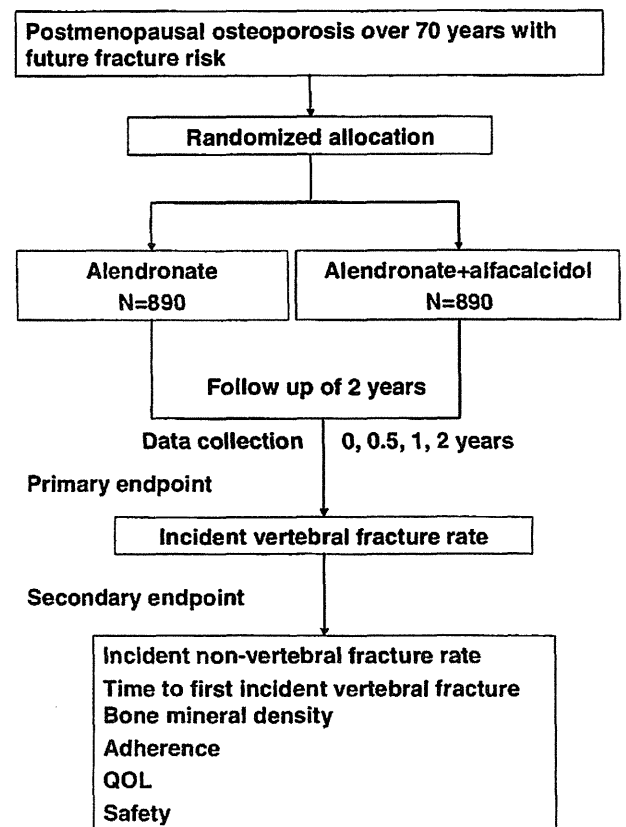 Postmenopausal osteoporosis over 70 years with
future fracture risk
Randomized allocation
Alendronate
N=890
Alendronate+alfacalcidol
N=890
Follow up of 2 years
Data collection
0, 0.5, 1, 2 years
Primary endpoint
Incident vertebral fracture rate
Secondary endpoint
Incident non-vertebral fracture rate
Time to first incident vertebral fracture
Bone mineral density
Adherence
QOL
Safety